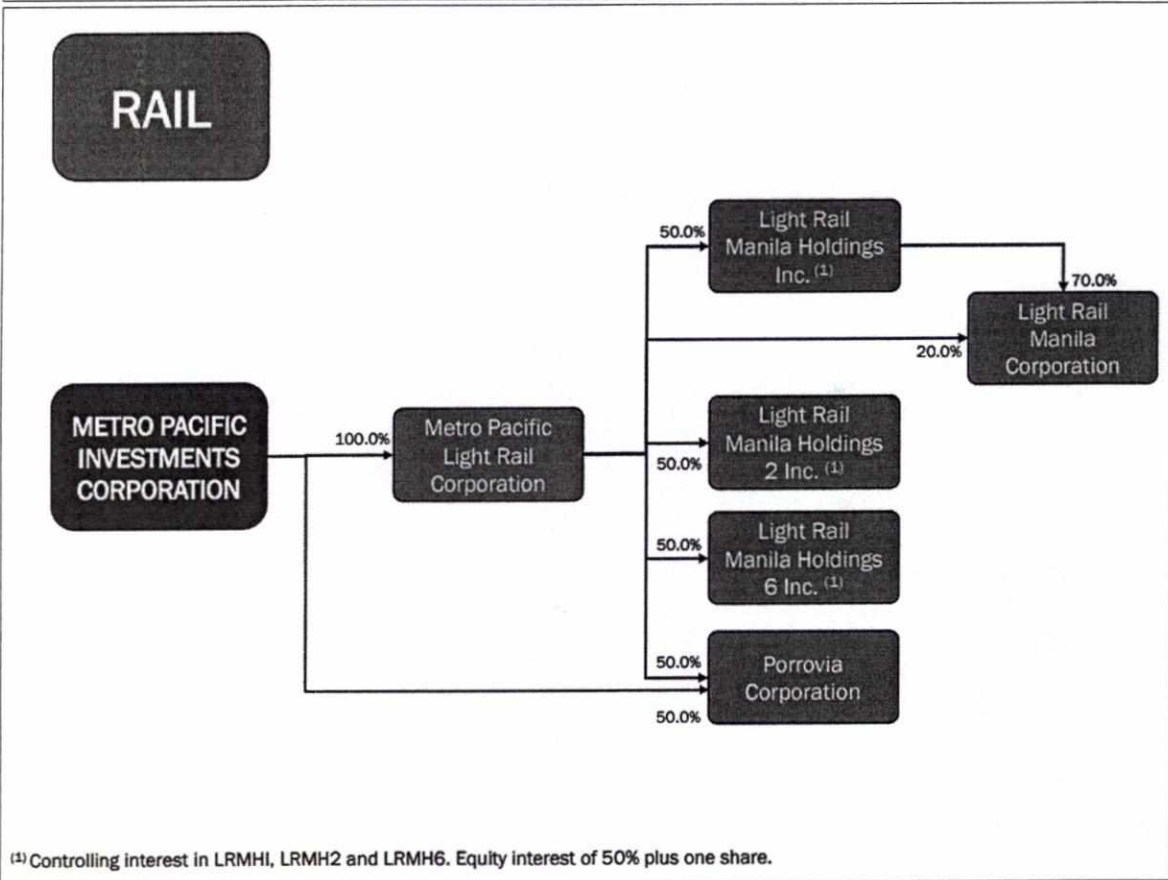 RAIL
50.0%
Light Rail
Manila Holdings
Inc. (1)
70.0%
Light Rail
Manila
Corporation
20.0%
METRO PACIFIC
INVESTMENTS
CORPORATION
100.0%
Metro Pacific
Light Rail
Corporation
Light Rail
Manila Holdings
2 Inc. (1)
50.0%
50.0%
Light Rail
Manila Holdings
6 Inc. (1)
50.0%
Porrovia
Corporation
50.0%
(1) Controlling interest in LRMHI, LRMH2 and LRMH6. Equity interest of 50% plus one share.